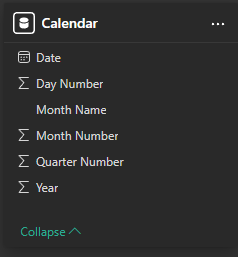 Calendar
Date
Day Number
Month Name
Month Number
Quarter Number
Year
Collapse